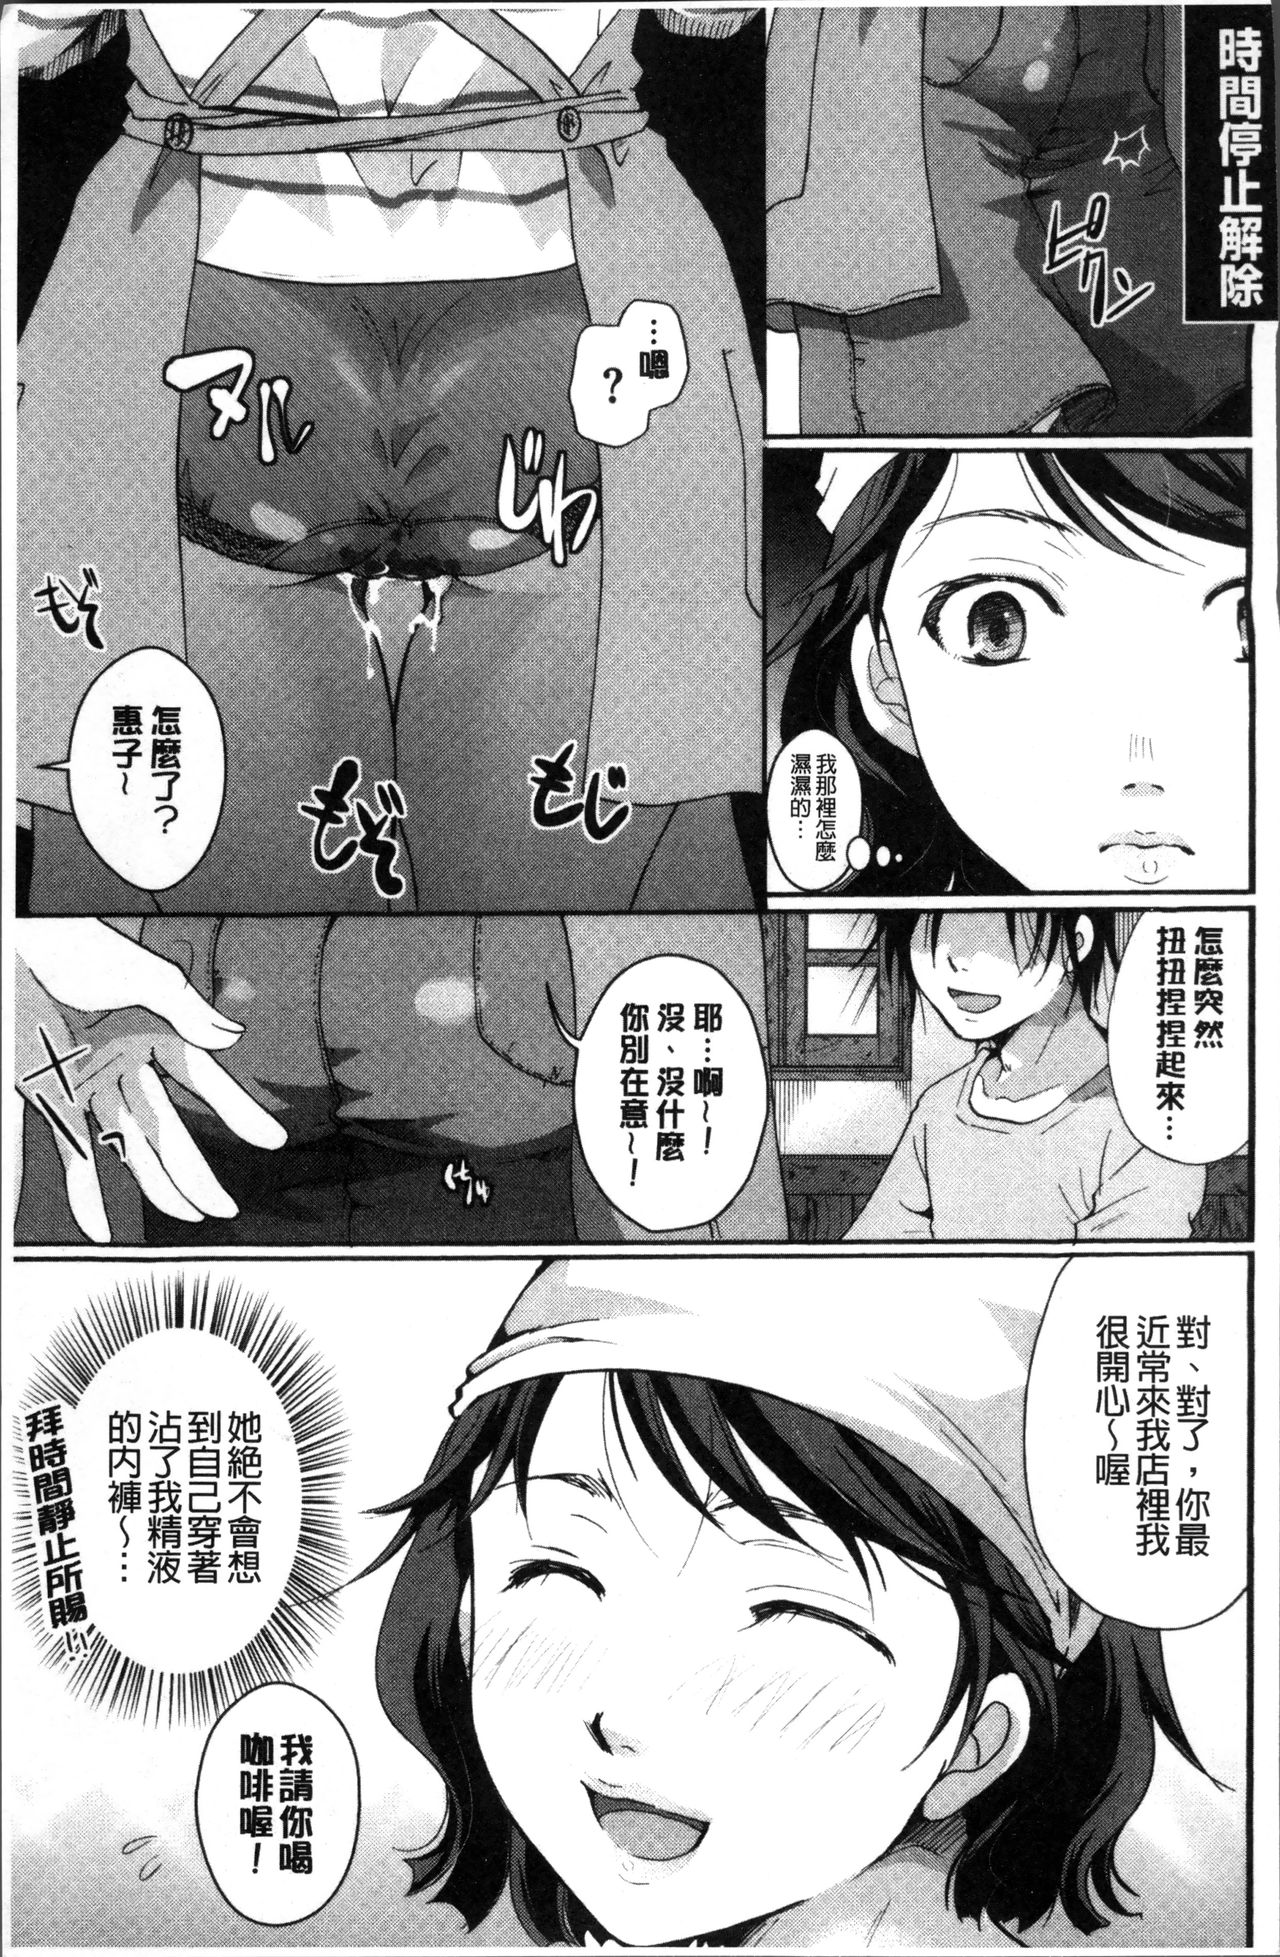 時間停止解除
ピクン
…嗯
？
ヌル
じわ
もぞ
もぞ
もじ
怎麼了？
惠子～
我那裡怎麼
濕濕的…
怎麼突然
扭扭捏捏起來…
耶…啊～！
沒、沒什麼
你別在意～！
對、對了，你最
近常來我店裡我
很開心～喔
她絕不會想
到自己穿著
沾了我精液
的內褲～…
拜時間靜止所賜!!
我請你喝
咖啡喔！